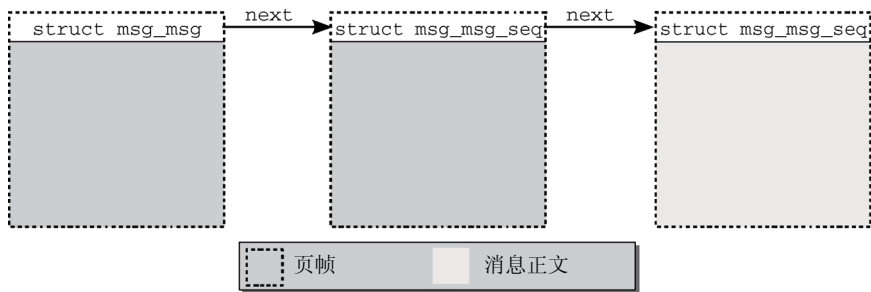 next
next
struct msg_msg
struct msg_msg_seq
struct msg_msg_seq
页帧
消息正文